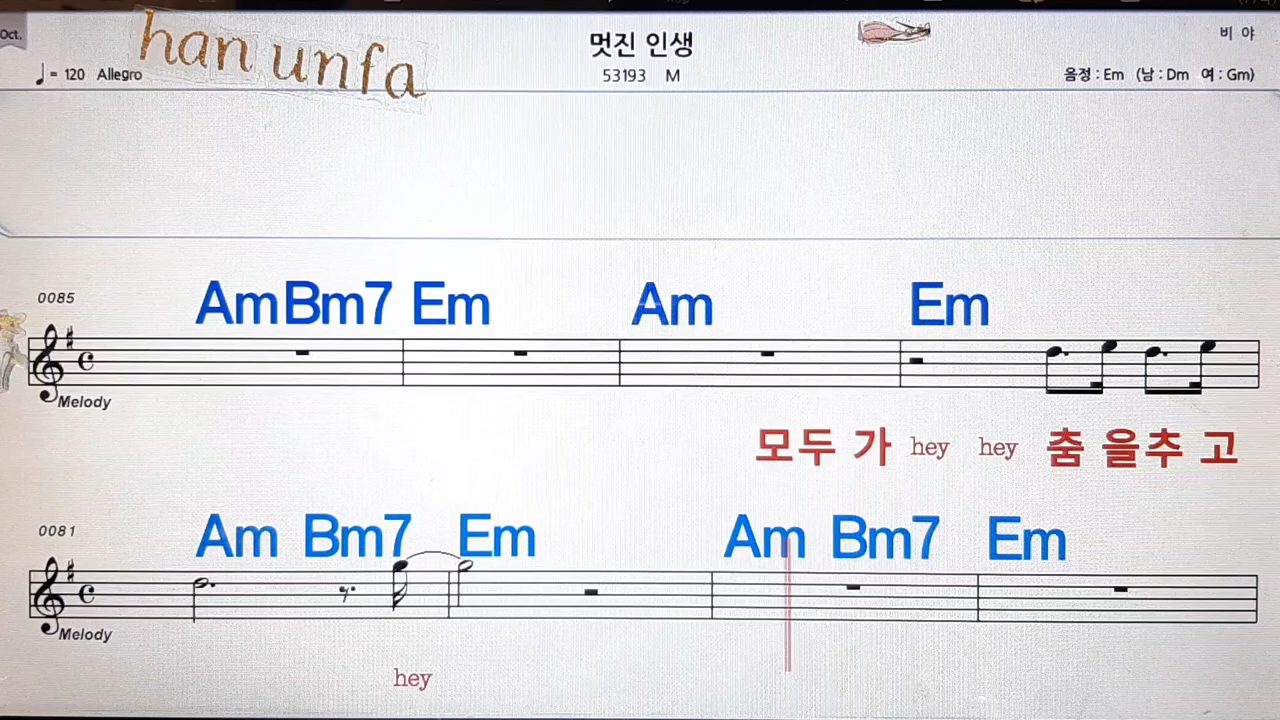 Oct.
han unfa
멋진 인생
비 야
= 120 Allegro
53193 M
음정 : Em (남 : Dm 여 : Gm)
0085
Am Bm7 Em Am Em
Melody
모두 가 hey hey 춤 을추 고
0081
Am Bm7 Em Am Bm7 Em
Melody
hey